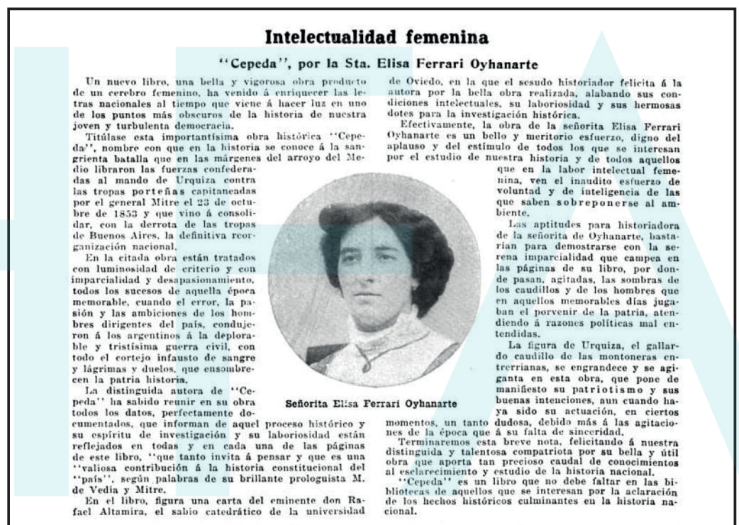 Intelectualidad femenina
"Cepeda", por la Sta. Elisa Ferrari Oyhanarte
Un nuevo libro, una bella y vigorosa obra producto
de un cerebro femenino, ha venido á enriquecer las le-
tras nacionales al tiempo que viene á hacer luz en uno
de los puntos más obscuros de la historia de nuestra
joven y turbulenta democracia.
Titúlase esta importantísima obra histórica "Cepe-
da", nombre con que en la historia se conoce á la san-
grienta batalla que en las márgenes del arroyo del Me-
dio libraron las fuerzas confedera-
das al mando de Urquiza contra
las tropas porteñas capitaneadas
por el general Mitre el 23 de octu-
bre de 1853 y que vino á consoli-
dar, con la derrota de las tropas
de Buenos Aires, la definitiva reor-
ganización nacional.
En la citada obra están tratados
con luminosidad de criterio y con
imparcialidad y desapasionamiento,
todos los sucesos de aquella época
memorable, cuando el error, la pa-
sión y las ambiciones de los hom-
bres dirigentes del país, conduje-
ron á los argentinos á la deplora-
ble y tristísima guerra civil, con
todo el cortejo infausto de sangre
y lágrimas y duelos, que ensombre-
cen la patria historia.
La distinguida autora de "Ce-
peda" ha sabido reunir en su obra
todos los datos, perfectamente do-
cumentados, que informan de aquel proceso histórico y
su espíritu de investigación y su laboriosidad están
reflejados en todas y en cada una de las páginas
de este libro, "que tanto invita á pensar y que es una
"valiosa contribución á la historia constitucional del
"país", según palabras de su brillante prologuista M.
de Vedia y Mitre.
En el libro, figura una carta del eminente don Ra-
fael Altamira, el sabio catedrático de la universidad
Señorita Elisa Ferrari Oyhanarte
de Oviedo, en la que el sesudo historiador felicita á la
autora por la bella obra realizada, alabando sus con-
diciones intelectuales, su laboriosidad y sus hermosas
dotes para la investigación histórica.
Efectivamente, la obra de la señorita Elisa Ferrari
Oyhanarte es un bello y meritorio esfuerzo, digno del
aplauso y del estímulo de todos los que se interesan
por el estudio de nuestra historia y de todos aquellos
que en la labor intelectual feme-
nina, ven el inaudito esfuerzo de
voluntad y de inteligencia de las
que saben sobreponerse al am-
biente.
Las aptitudes para historiadora
de la señorita de Oyhanarte, basta-
rían para demostrarse con la se-
rena imparcialidad que campea en
las páginas de su libro, por don-
de pasan, agitadas, las sombras de
los caudillos y de los hombres que
en aquellos memorables días juga-
ban el porvenir de la patria, aten-
diendo á razones políticas mal en-
tendidas.
La figura de Urquiza, el gallar-
do caudillo de las montoneras en-
trerrianas, se engrandece y se agi-
ganta en esta obra, que pone de
manifiesto su patriotismo y sus
buenas intenciones, aun cuando ha-
ya sido su actuación, en ciertos
momentos, un tanto dudosa, debido más á las agitacio-
nes de la época que á su falta de sinceridad.
Terminaremos esta breve nota, felicitando á nuestra
distinguida y talentosa compatriota por su bella y útil
obra que aporta tan precioso caudal de conocimientos
al esclarecimiento y estudio de la historia nacional.
"Cepeda" es un libro que no debe faltar en las bi-
bliotecas de aquellos que se interesan por la aclaración
de los hechos históricos culminantes en la historia na-
cional.